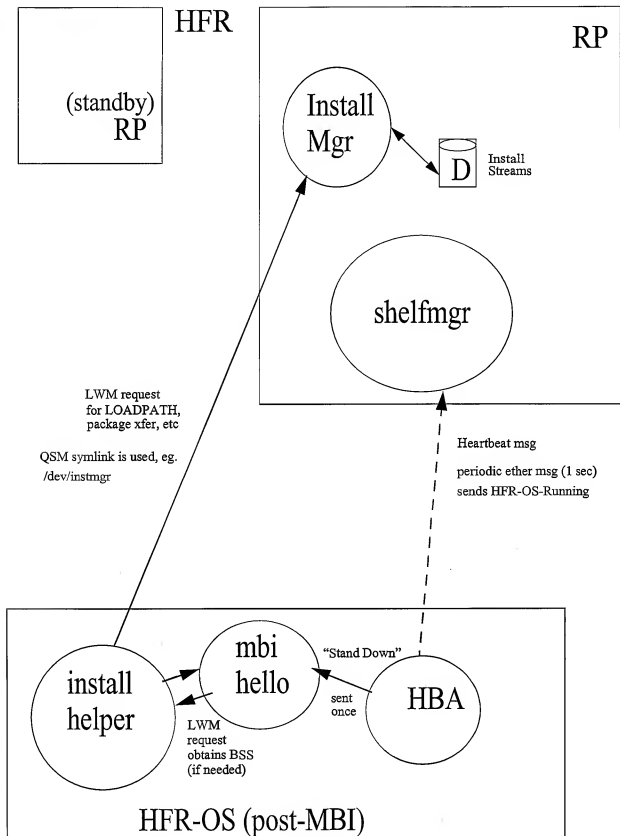 HFR
RP
(standby)
RP
Install
Mgr
D
Install
Streams
shelfmgr
LWM request
for LOADPATH,
package xfer, etc
QSM symlink is used, eg.
/dev/instmgr
Heartbeat msg
periodic ether msg (1 sec)
sends HFR-OS-Running
install
helper
mbi
hello
"Stand Down"
sent
once
HBA
LWM
request
obtains BSS
(if needed)
HFR-OS (post-MBI)